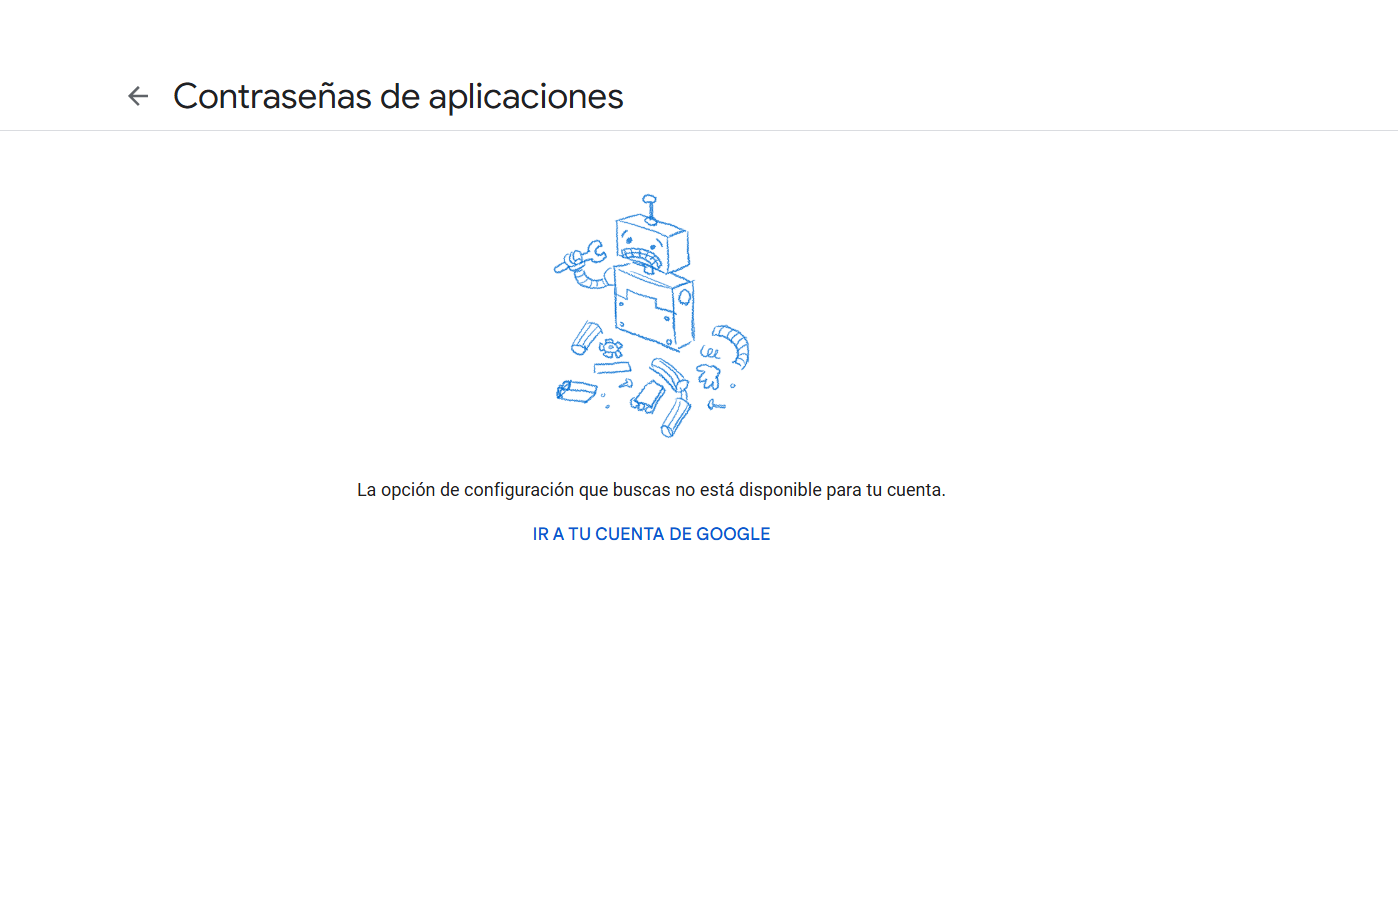 Contraseñas de aplicaciones
La opción de configuración que buscas no está disponible para tu cuenta.
IR A TU CUENTA DE GOOGLE